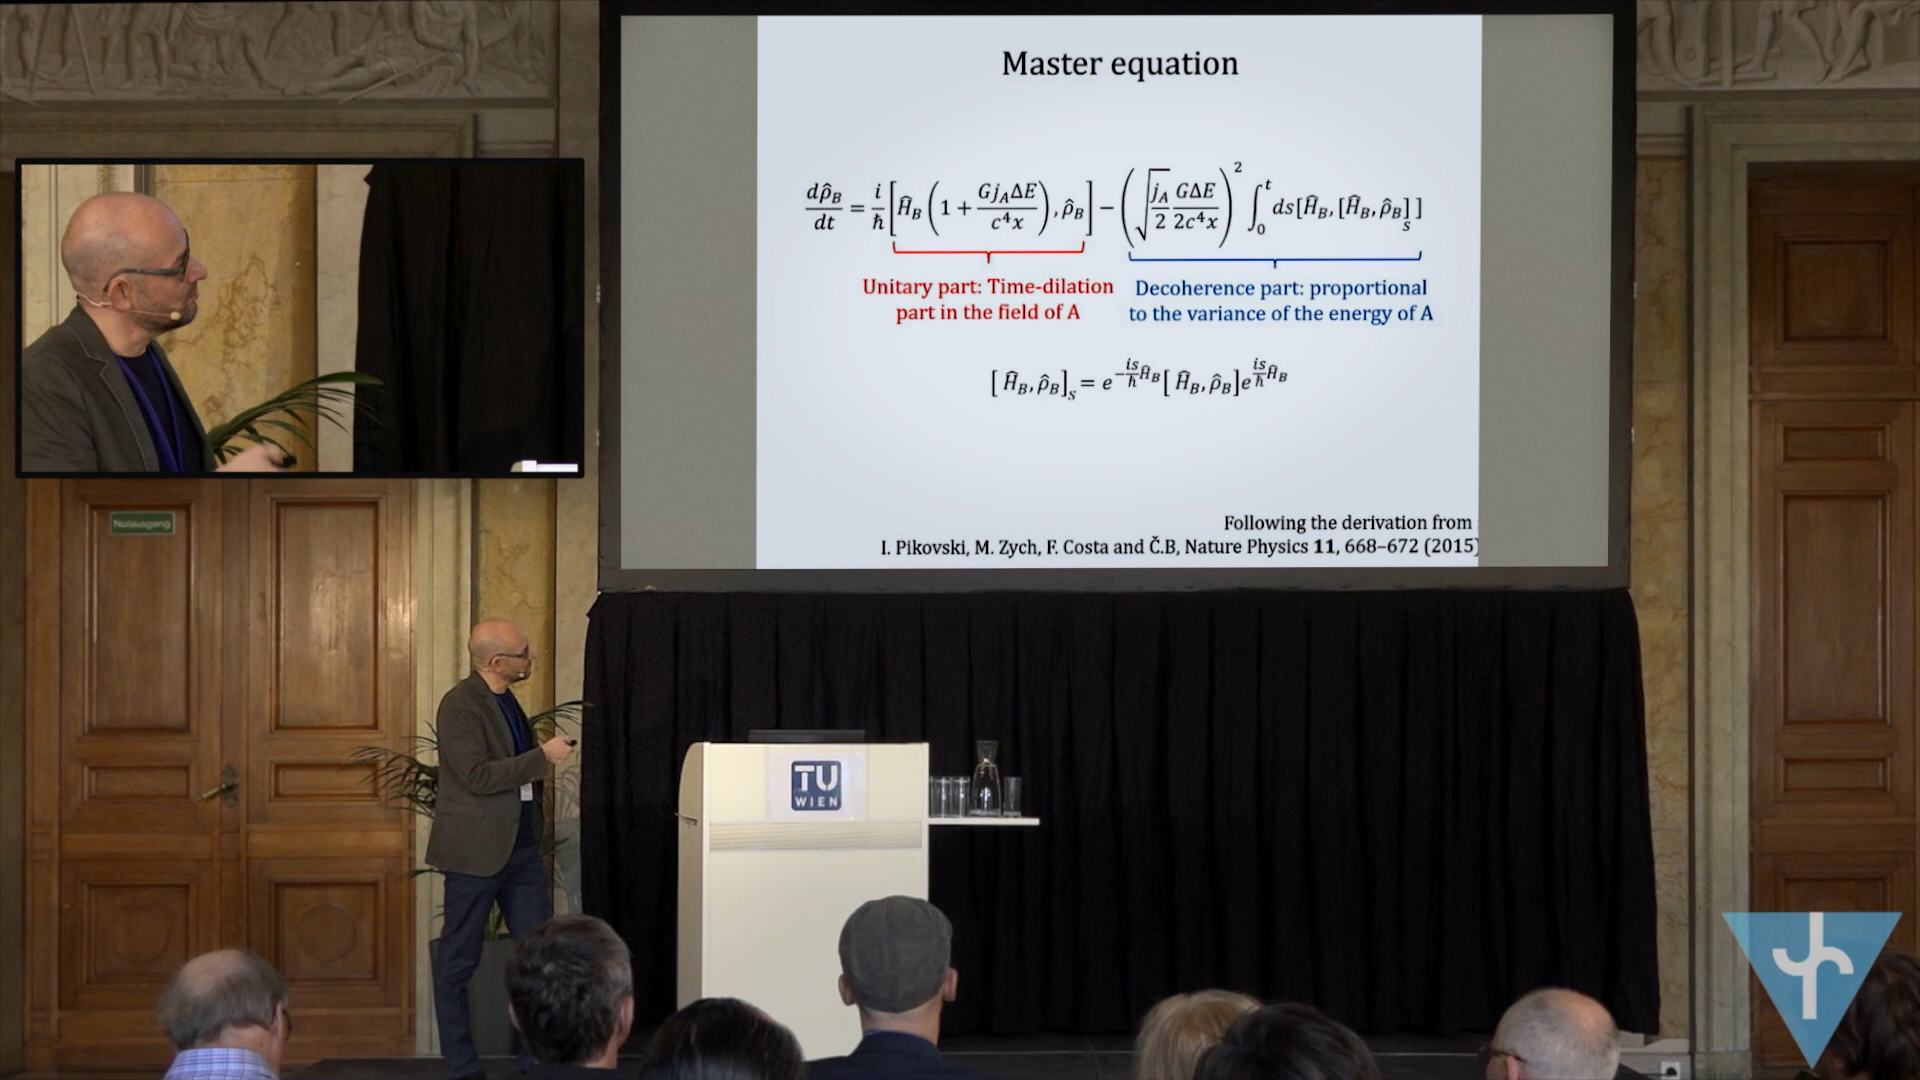 Master equation
dρ̂_B/dt = i/ħ [Ĥ_B (1 + Gj_AΔE/c⁴x), ρ̂_B] − (√(j_A/2) GΔE/2c⁴x)² ∫₀ᵗ ds[Ĥ_B, [Ĥ_B, ρ̂_B]_s ]
Unitary part: Time-dilation
part in the field of A
Decoherence part: proportional
to the variance of the energy of A
[ Ĥ_B, ρ̂_B]_s = e^(−(is/ħ)Ĥ_B) [ Ĥ_B, ρ̂_B] e^((is/ħ)Ĥ_B)
Following the derivation from
I. Pikovski, M. Zych, F. Costa and Č.B, Nature Physics 11, 668–672 (2015)
Notausgang
TU
WIEN